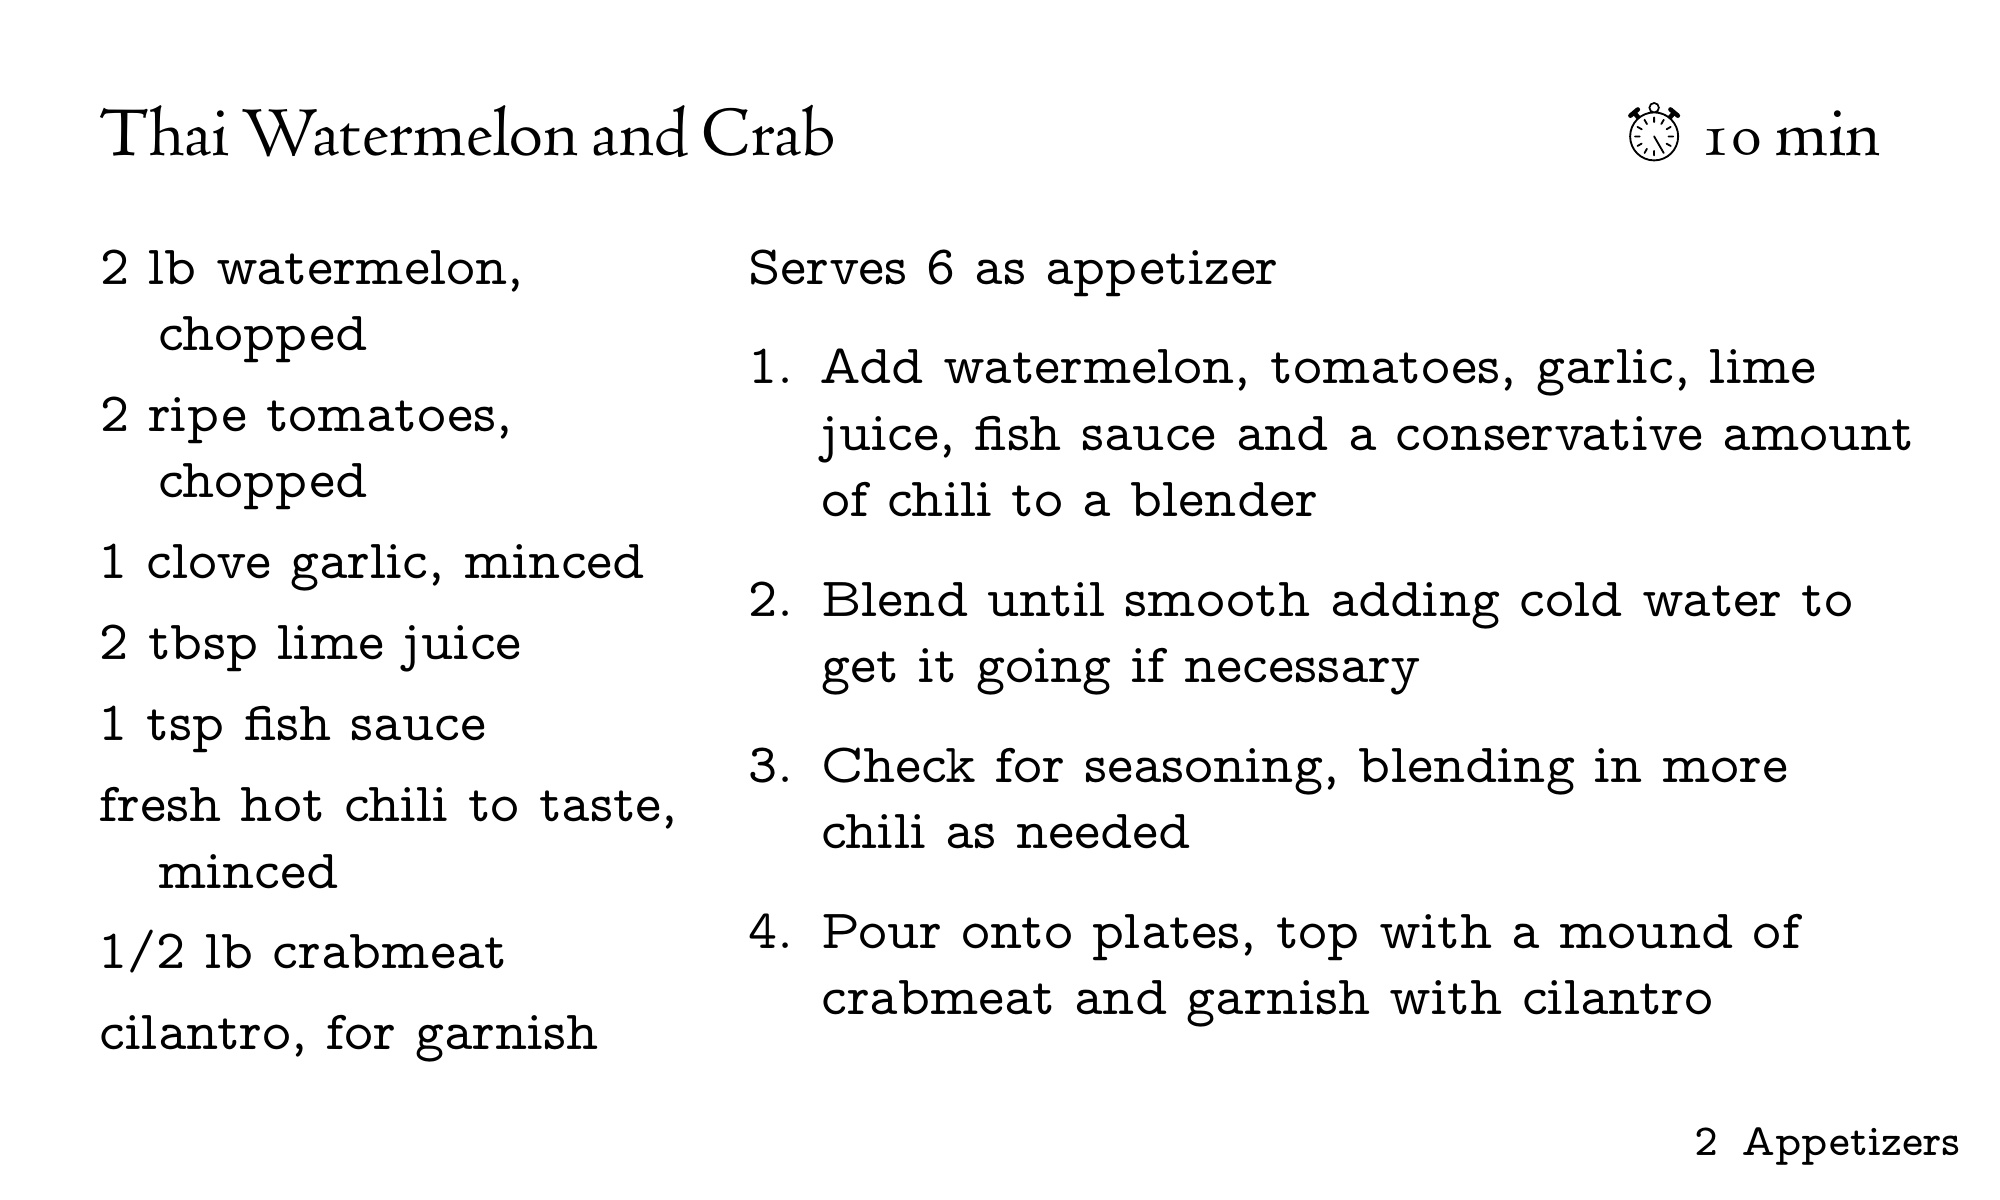 Thai Watermelon and Crab
10 min
2 lb watermelon,
chopped
2 ripe tomatoes,
chopped
1 clove garlic, minced
2 tbsp lime juice
1 tsp fish sauce
fresh hot chili to taste,
minced
1/2 lb crabmeat
cilantro, for garnish
Serves 6 as appetizer
1. Add watermelon, tomatoes, garlic, lime
juice, fish sauce and a conservative amount
of chili to a blender
2. Blend until smooth adding cold water to
get it going if necessary
3. Check for seasoning, blending in more
chili as needed
4. Pour onto plates, top with a mound of
crabmeat and garnish with cilantro
2 Appetizers